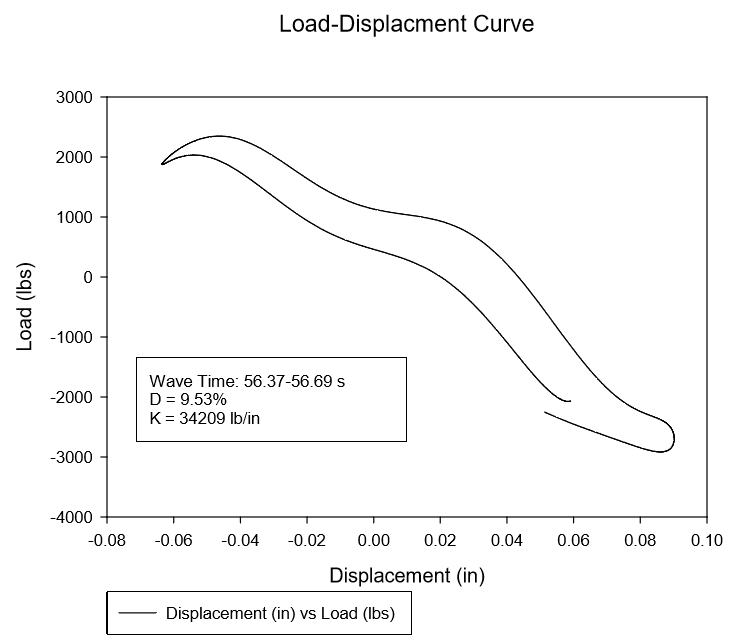 Load-Displacment Curve
3000
2000
1000
0
-1000
-2000
-3000
-4000
Load (lbs)
Wave Time: 56.37-56.69 s
D = 9.53%
K = 34209 lb/in
-0.08 -0.06 -0.04 -0.02 0.00 0.02 0.04 0.06 0.08 0.10
Displacement (in)
Displacement (in) vs Load (lbs)